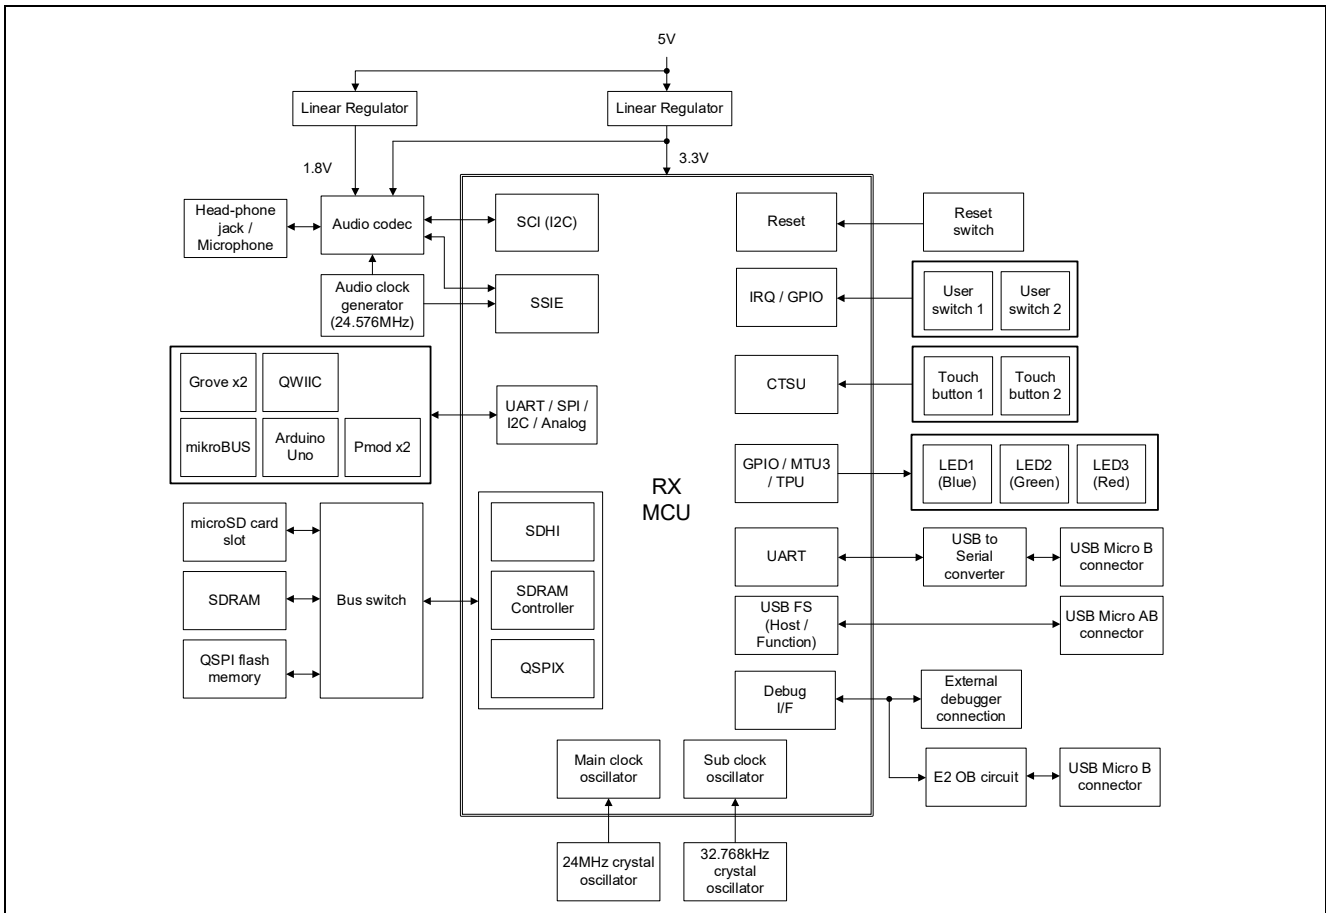 5V
Linear Regulator
Linear Regulator
1.8V
3.3V
Head-phone
jack /
Microphone
Audio codec
SCI (I2C)
Reset
Reset
switch
Audio clock
generator
(24.576MHz)
SSIE
IRQ / GPIO
User
switch 1
User
switch 2
Grove x2
QWIIC
mikroBUS
Arduino
Uno
Pmod x2
UART / SPI /
I2C / Analog
CTSU
Touch
button 1
Touch
button 2
GPIO / MTU3
/ TPU
LED1
(Blue)
LED2
(Green)
LED3
(Red)
RX
MCU
microSD card
slot
SDRAM
QSPI flash
memory
Bus switch
SDHI
SDRAM
Controller
QSPIX
UART
USB to
Serial
converter
USB Micro B
connector
USB FS
(Host /
Function)
USB Micro AB
connector
Debug
I/F
External
debugger
connection
E2 OB circuit
USB Micro B
connector
Main clock
oscillator
Sub clock
oscillator
24MHz crystal
oscillator
32.768kHz
crystal
oscillator